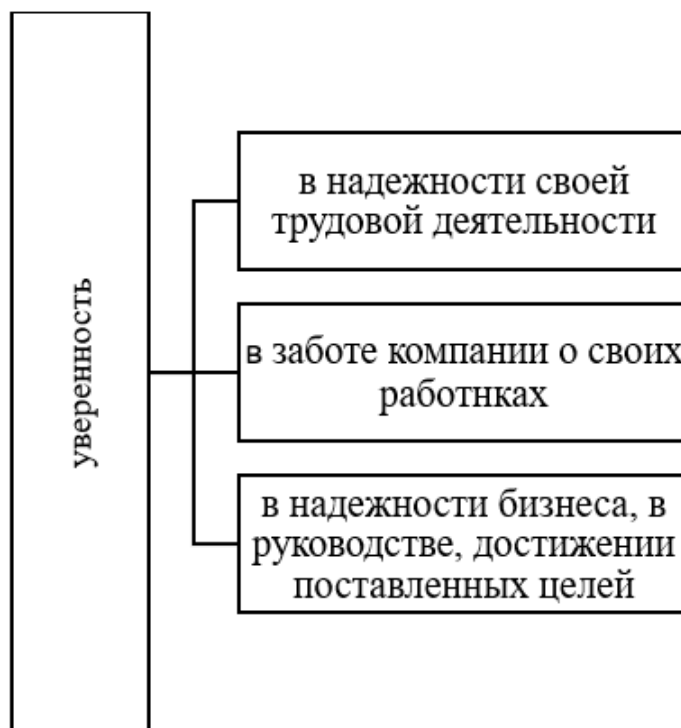 уверенность
в надежности своей
трудовой деятельности
в заботе компании о своих
работнках
в надежности бизнеса, в
руководстве, достижении
поставленных целей